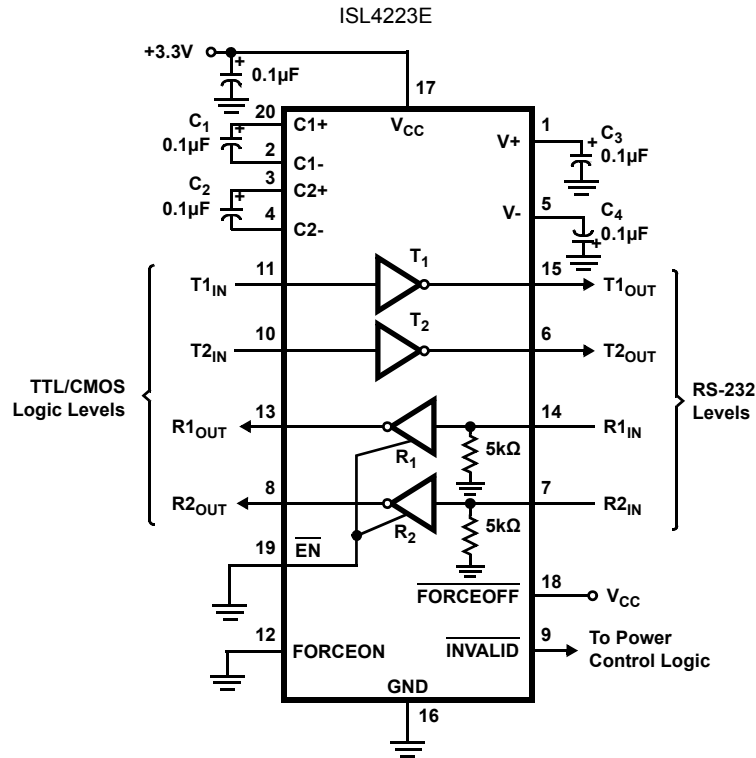 ISL4223E
+3.3V
+
0.1µF
17
20
C1+
VCC
1
V+
+
C3
0.1µF
C1
0.1µF
+
2
C1-
3
C2+
C2
0.1µF
+
4
C2-
5
V-
C4
0.1µF
+
T1IN
11
T1
15
T1OUT
T2IN
10
T2
6
T2OUT
TTL/CMOS
Logic Levels
RS-232
Levels
R1OUT
13
R1
14
R1IN
5kΩ
R2OUT
8
R2
7
R2IN
5kΩ
19
EN
FORCEOFF
18
VCC
12
FORCEON
INVALID
9
To Power
Control Logic
GND
16